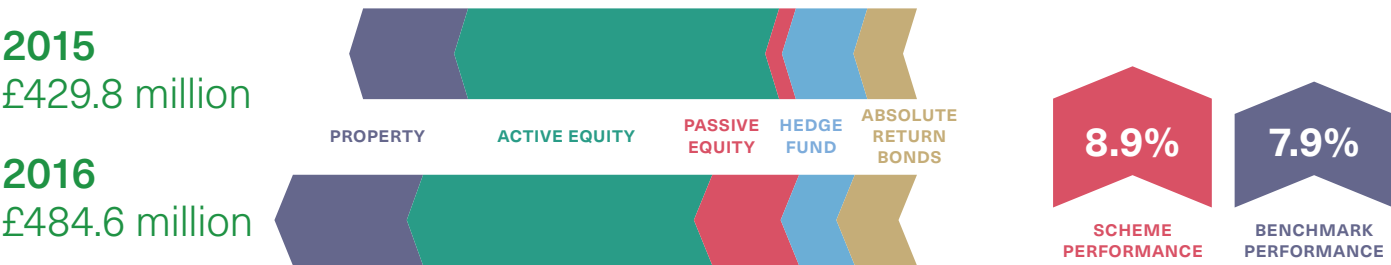 2015
£429.8 million
PROPERTY
ACTIVE EQUITY
PASSIVE
EQUITY
HEDGE
FUND
ABSOLUTE
RETURN
BONDS
2016
£484.6 million
8.9%
SCHEME
PERFORMANCE
7.9%
BENCHMARK
PERFORMANCE